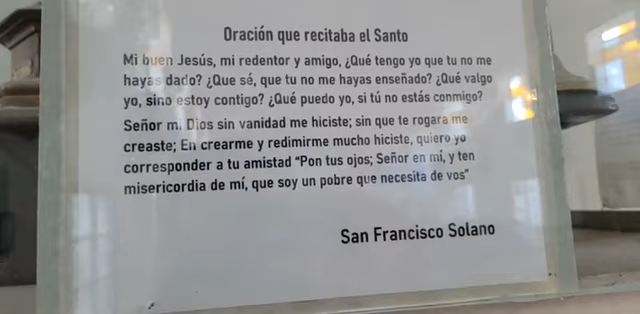 Oración que recitaba el Santo
Mi buen Jesús, mi redentor y amigo, ¿Qué tengo yo que tu no me
hayas dado? ¿Que sé, que tu no me hayas enseñado? ¿Qué valgo
yo, sino estoy contigo? ¿Qué puedo yo, si tú no estás conmigo?
Señor m. Dios sin vanidad me hiciste; sin que te rogara me
creaste; En crearme y redimirme mucho hiciste, quiero yo
corresponder a tu amistad "Pon tus ojos; Señor en mí, y ten
misericordia de mí, que soy un pobre que necesita de vos"
San Francisco Solano